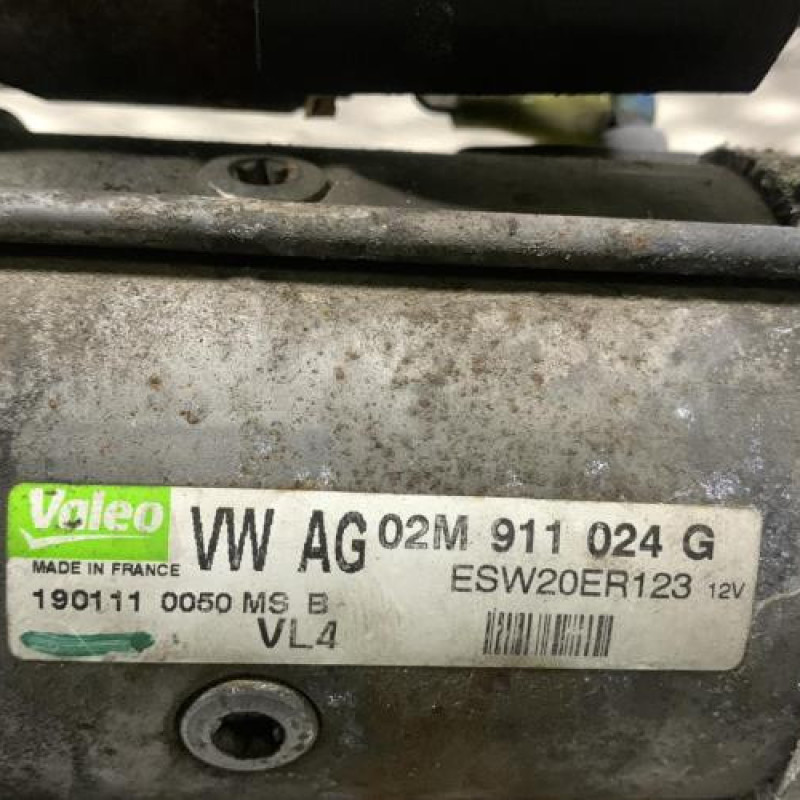 Valeo VW AG 02M 911 024 G
MADE IN FRANCE ESW20ER123 12V
190111 0050 MS B
VL4